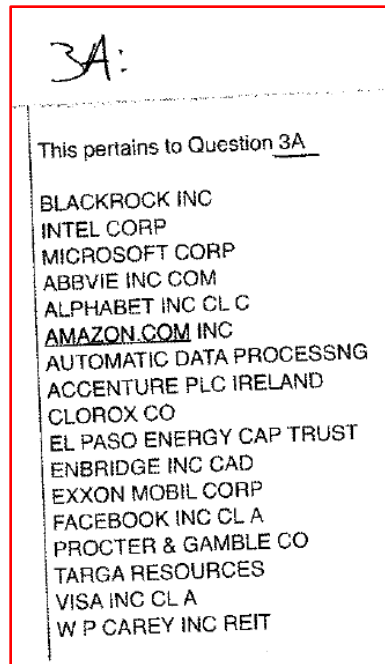 3A:
This pertains to Question 3A
BLACKROCK INC
INTEL CORP
MICROSOFT CORP
ABBVIE INC COM
ALPHABET INC CL C
AMAZON.COM INC
AUTOMATIC DATA PROCESSNG
ACCENTURE PLC IRELAND
CLOROX CO
EL PASO ENERGY CAP TRUST
ENBRIDGE INC CAD
EXXON MOBIL CORP
FACEBOOK INC CL A
PROCTER & GAMBLE CO
TARGA RESOURCES
VISA INC CL A
W P CAREY INC REIT